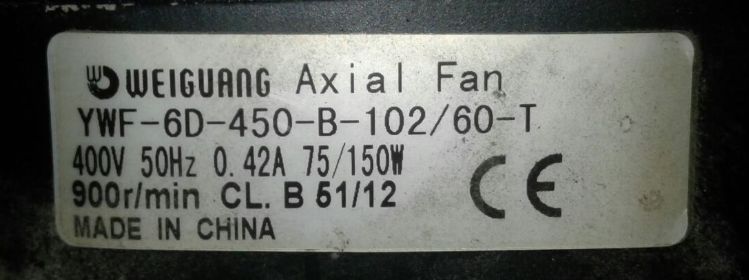 WEIGUANG Axial Fan
YWF-6D-450-B-102/60-T
400V 50Hz 0.42A 75/150W
900r/min CL. B 51/12
MADE IN CHINA
CE